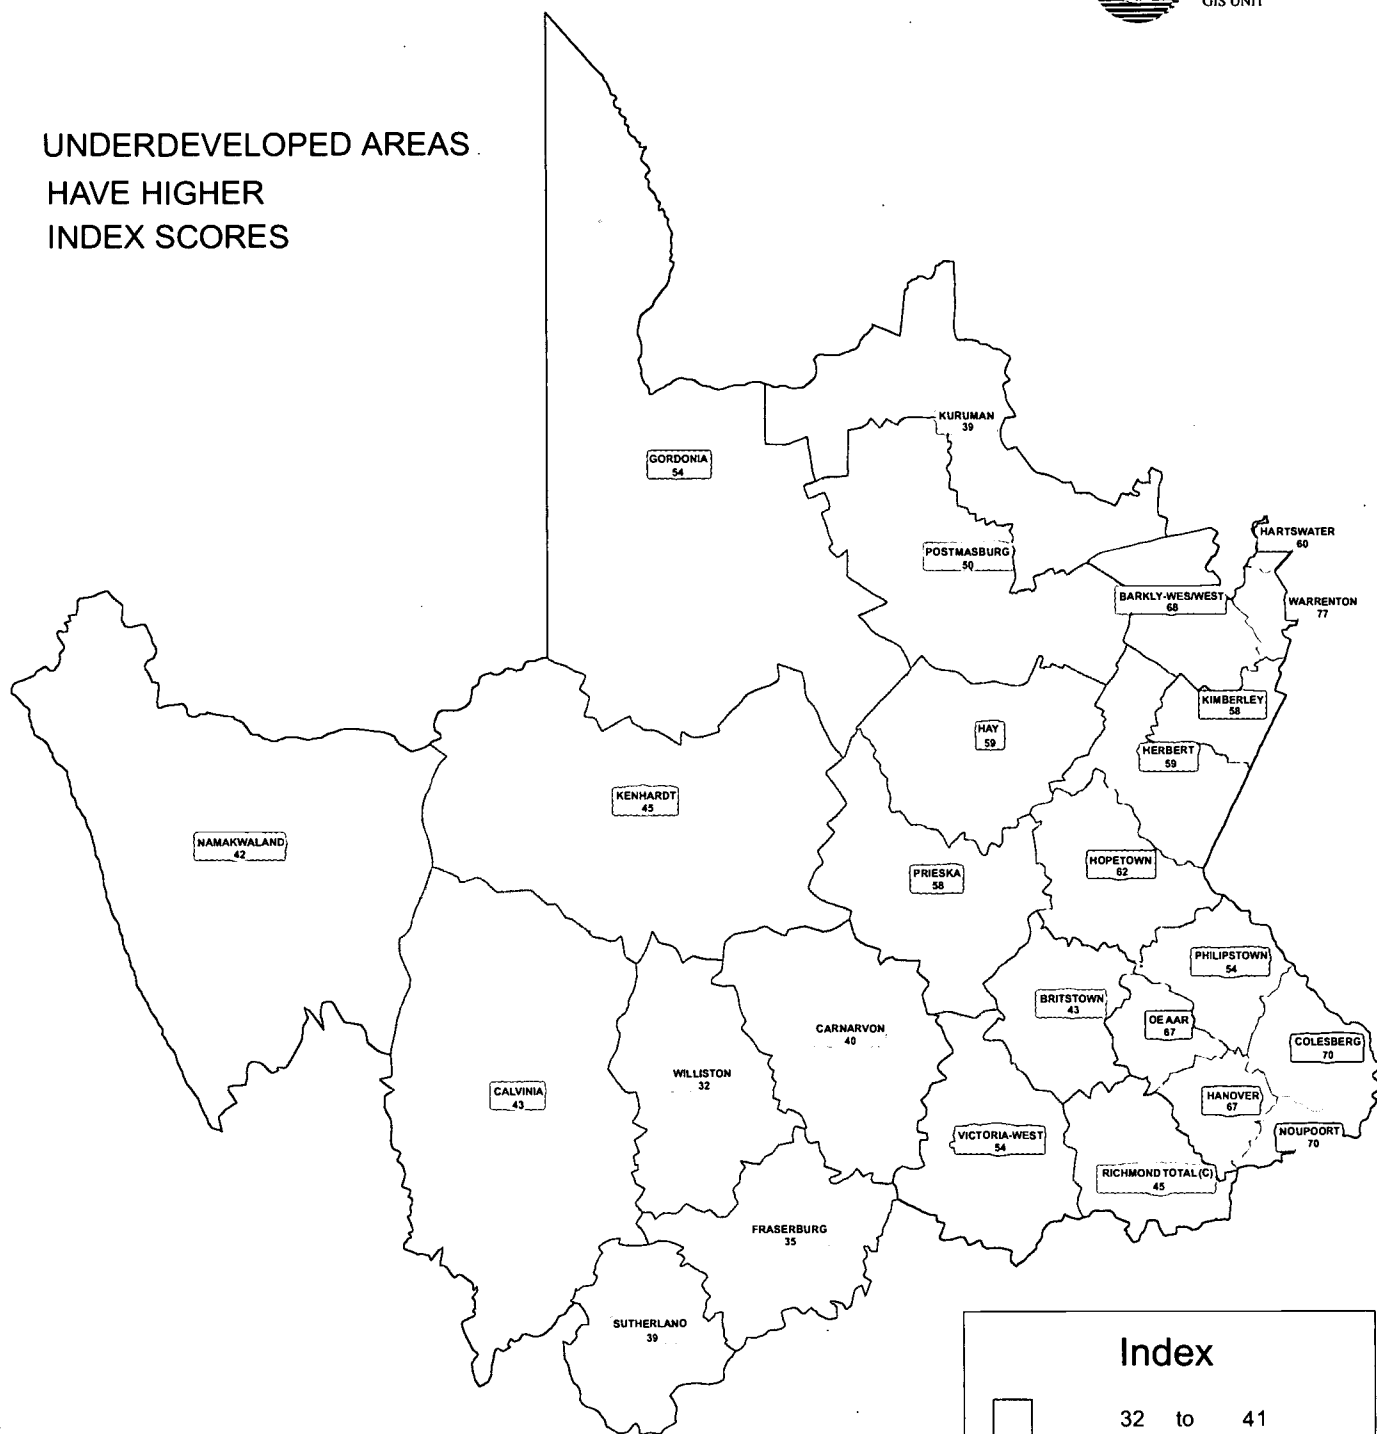 GIS UNIT
UNDERDEVELOPED AREAS
HAVE HIGHER
INDEX SCORES
KURUMAN
39
GORDONIA
54
POSTMASBURG
50
HARTSWATER
60
BARKLY-WES/WEST
68
WARRENTON
77
KIMBERLEY
58
HAY
59
HERBERT
59
KENHARDT
45
NAMAKWALAND
42
HOPETOWN
62
PRIESKA
58
PHILIPSTOWN
54
BRITSTOWN
43
OE AAR
67
CARNARVON
40
COLESBERG
70
WILLISTON
32
CALVINIA
43
HANOVER
67
VICTORIA-WEST
54
NOUPOORT
70
RICHMOND TOTAL (C)
45
FRASERBURG
35
SUTHERLANO
39
Index
32 to 41